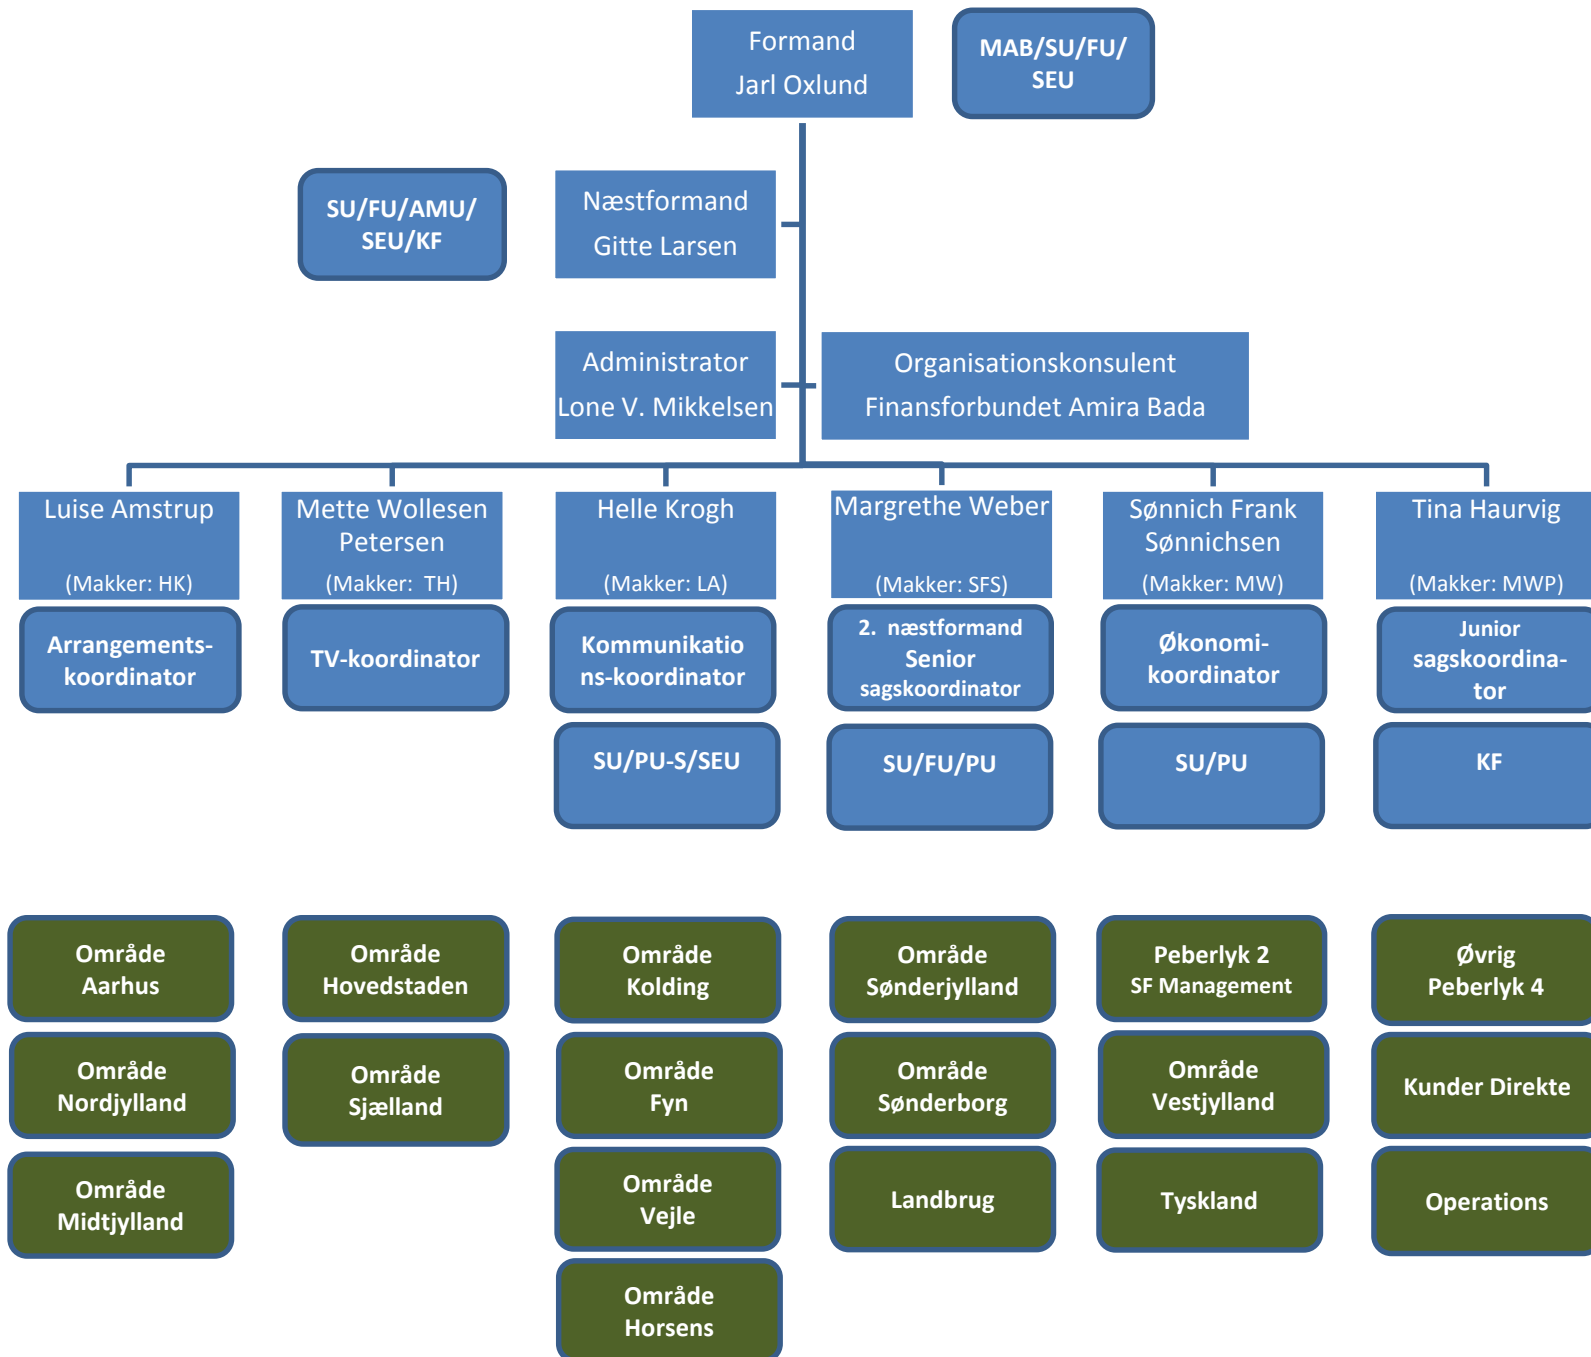 Formand
Jarl Oxlund
MAB/SU/FU/
SEU
SU/FU/AMU/
SEU/KF
Næstformand
Gitte Larsen
Administrator
Lone V. Mikkelsen
Organisationskonsulent
Finansforbundet Amira Bada
Luise Amstrup
(Makker: HK)
Arrangements-
koordinator
Mette Wollesen
Petersen
(Makker:  TH)
TV-koordinator
Helle Krogh
(Makker: LA)
Kommunikatio
ns-koordinator
SU/PU-S/SEU
Margrethe Weber
(Makker: SFS)
2.  næstformand
Senior
sagskoordinator
SU/FU/PU
Sønnich Frank
Sønnichsen
(Makker: MW)
Økonomi-
koordinator
SU/PU
Tina Haurvig
(Makker: MWP)
Junior
sagskoordina-
tor
KF
Område
Aarhus
Område
Nordjylland
Område
Midtjylland
Område
Hovedstaden
Område
Sjælland
Område
Kolding
Område
Fyn
Område
Vejle
Område
Horsens
Område
Sønderjylland
Område
Sønderborg
Landbrug
Peberlyk 2
SF Management
Område
Vestjylland
Tyskland
Øvrig
Peberlyk 4
Kunder Direkte
Operations